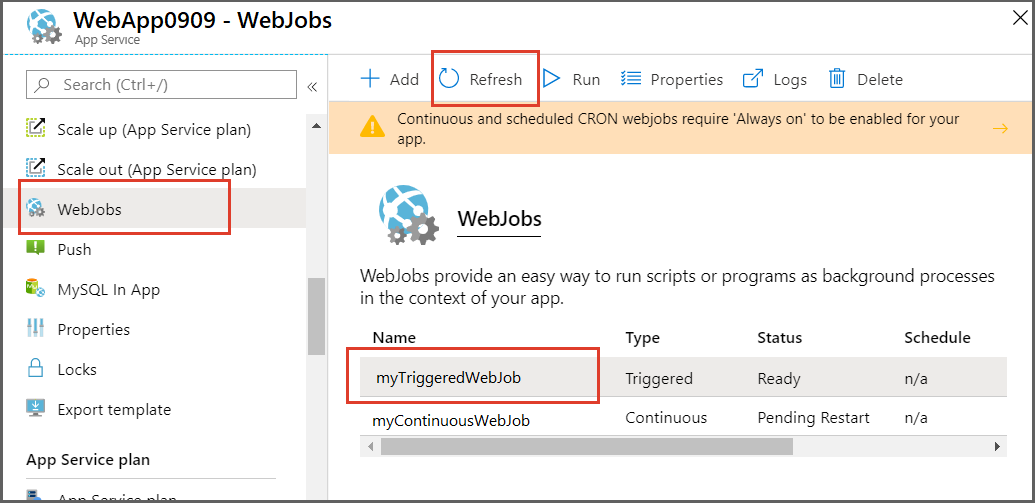 WebApp0909 - WebJobs
App Service
Search (Ctrl+/)
«
Scale up (App Service plan)
Scale out (App Service plan)
WebJobs
Push
MySQL In App
Properties
Locks
Export template
App Service plan
App Service plan
Add Refresh Run Properties Logs Delete
Continuous and scheduled CRON webjobs require 'Always on' to be enabled for your
app.
WebJobs
WebJobs provide an easy way to run scripts or programs as background processes
in the context of your app.
Name Type Status Schedule
myTriggeredWebJob Triggered Ready n/a
myContinuousWebJob Continuous Pending Restart n/a